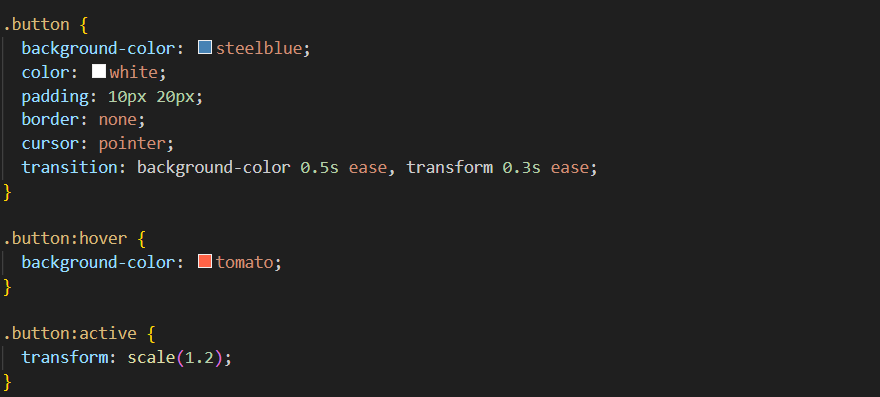 .button {
  background-color: steelblue;
  color: white;
  padding: 10px 20px;
  border: none;
  cursor: pointer;
  transition: background-color 0.5s ease, transform 0.3s ease;
}
.button:hover {
  background-color: tomato;
}
.button:active {
  transform: scale(1.2);
}